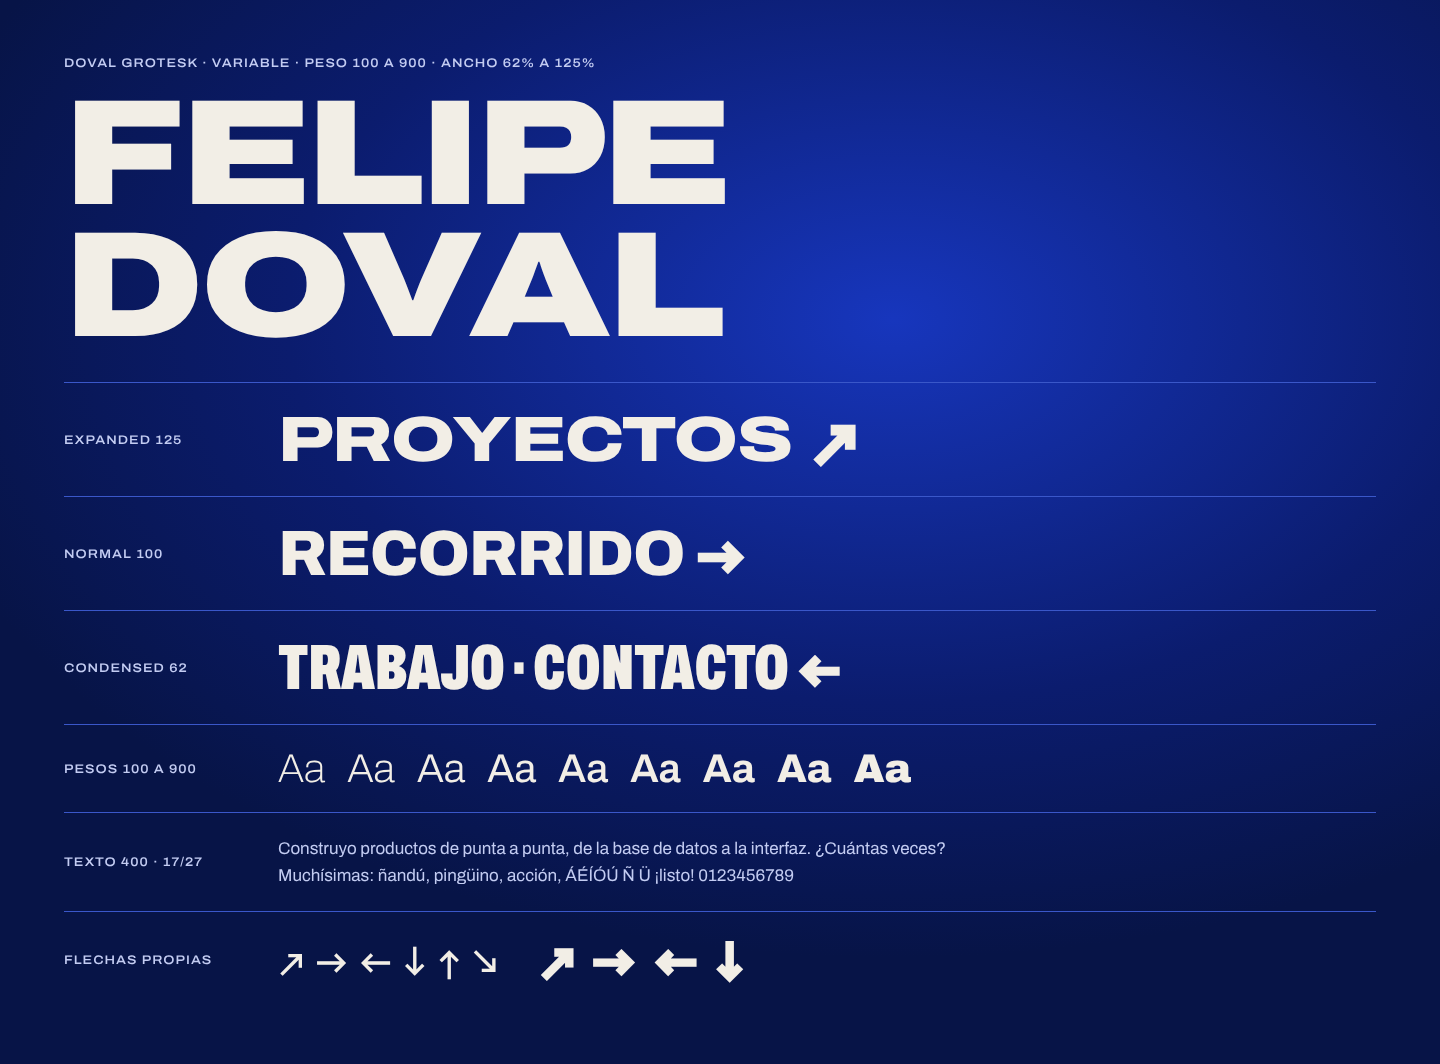 DOVAL GROTESK · VARIABLE · PESO 100 A 900 · ANCHO 62% A 125%
FELIPE
DOVAL
EXPANDED 125
PROYECTOS ↗
NORMAL 100
RECORRIDO →
CONDENSED 62
TRABAJO · CONTACTO ←
PESOS 100 A 900
Aa Aa Aa Aa Aa Aa Aa Aa Aa
TEXTO 400 · 17/27
Construyo productos de punta a punta, de la base de datos a la interfaz. ¿Cuántas veces?
Muchísimas: ñandú, pingüino, acción, ÁÉÍÓÚ Ñ Ü ¡listo! 0123456789
FLECHAS PROPIAS
↗ → ← ↓ ↑ ↘ ↗ → ← ↓